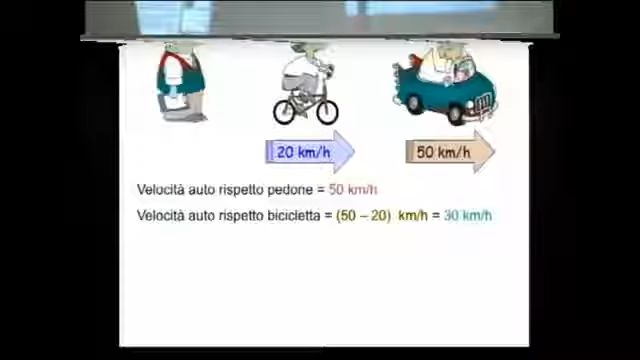 20 km/h 50 km/h
Velocità auto rispetto pedone = 50 km/h
Velocità auto rispetto bicicletta = (50 – 20) km/h = 30 km/h